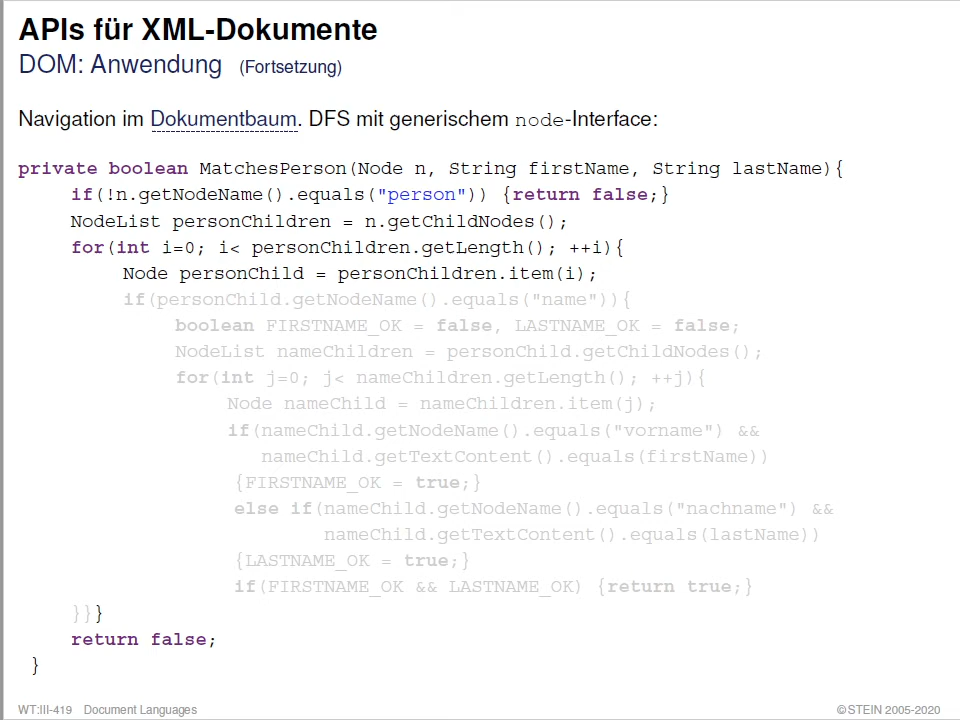 APIs für XML-Dokumente
DOM: Anwendung (Fortsetzung)
Navigation im Dokumentbaum. DFS mit generischem node-Interface:
private boolean MatchesPerson(Node n, String firstName, String lastName){
if(!n.getNodeName().equals("person")) {return false;}
NodeList personChildren = n.getChildNodes();
for(int i=0; i< personChildren.getLength(); ++i){
Node personChild = personChildren.item(i);
if(personChild.getNodeName().equals("name")){
boolean FIRSTNAME_OK = false, LASTNAME_OK = false;
NodeList nameChildren = personChild.getChildNodes();
for(int j=0; j< nameChildren.getLength(); ++j){
Node nameChild = nameChildren.item(j);
if(nameChild.getNodeName().equals("vorname") &&
nameChild.getTextContent().equals(firstName))
{FIRSTNAME_OK = true;}
else if(nameChild.getNodeName().equals("nachname") &&
nameChild.getTextContent().equals(lastName))
{LASTNAME_OK = true;}
if(FIRSTNAME_OK && LASTNAME_OK) {return true;}
}}}
return false;
}
WT:III-419 Document Languages ©STEIN 2005-2020